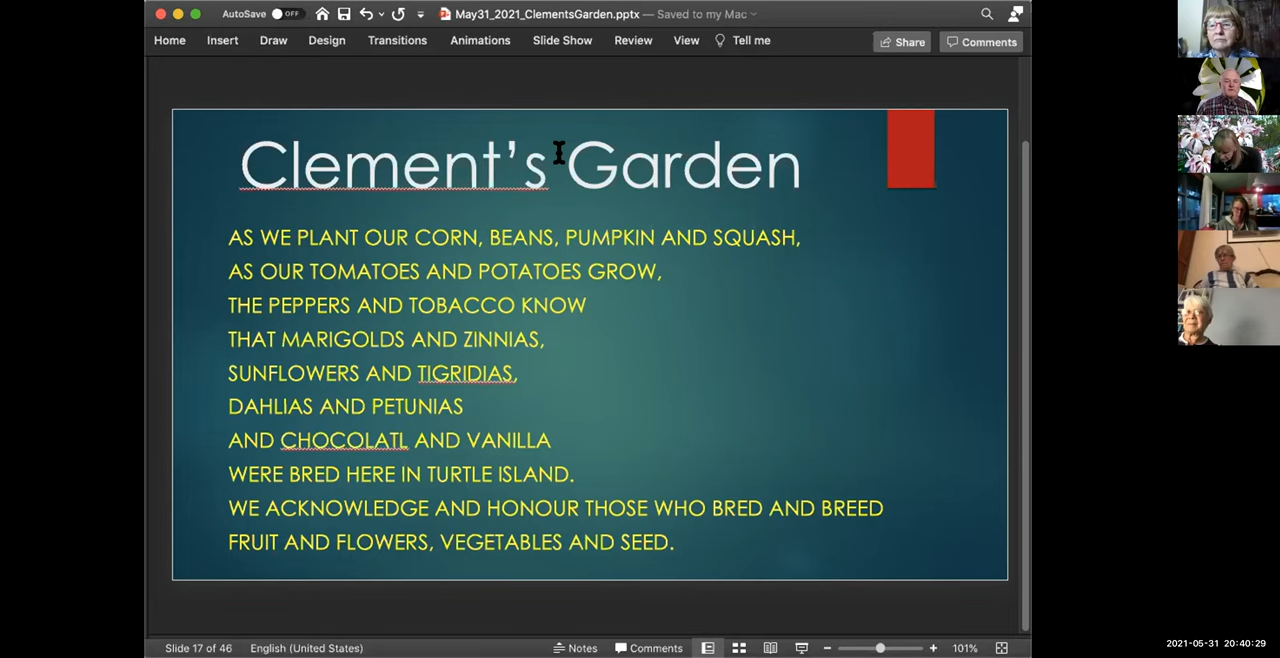 AutoSave OFF May31_2021_ClementsGarden.pptx — Saved to my Mac
Home Insert Draw Design Transitions Animations Slide Show Review View Tell me Share Comments
Clement's Garden
AS WE PLANT OUR CORN, BEANS, PUMPKIN AND SQUASH,
AS OUR TOMATOES AND POTATOES GROW,
THE PEPPERS AND TOBACCO KNOW
THAT MARIGOLDS AND ZINNIAS,
SUNFLOWERS AND TIGRIDIAS,
DAHLIAS AND PETUNIAS
AND CHOCOLATL AND VANILLA
WERE BRED HERE IN TURTLE ISLAND.
WE ACKNOWLEDGE AND HONOUR THOSE WHO BRED AND BREED
FRUIT AND FLOWERS, VEGETABLES AND SEED.
Slide 17 of 46 English (United States) Notes Comments 101%
2021-05-31 20:40:29